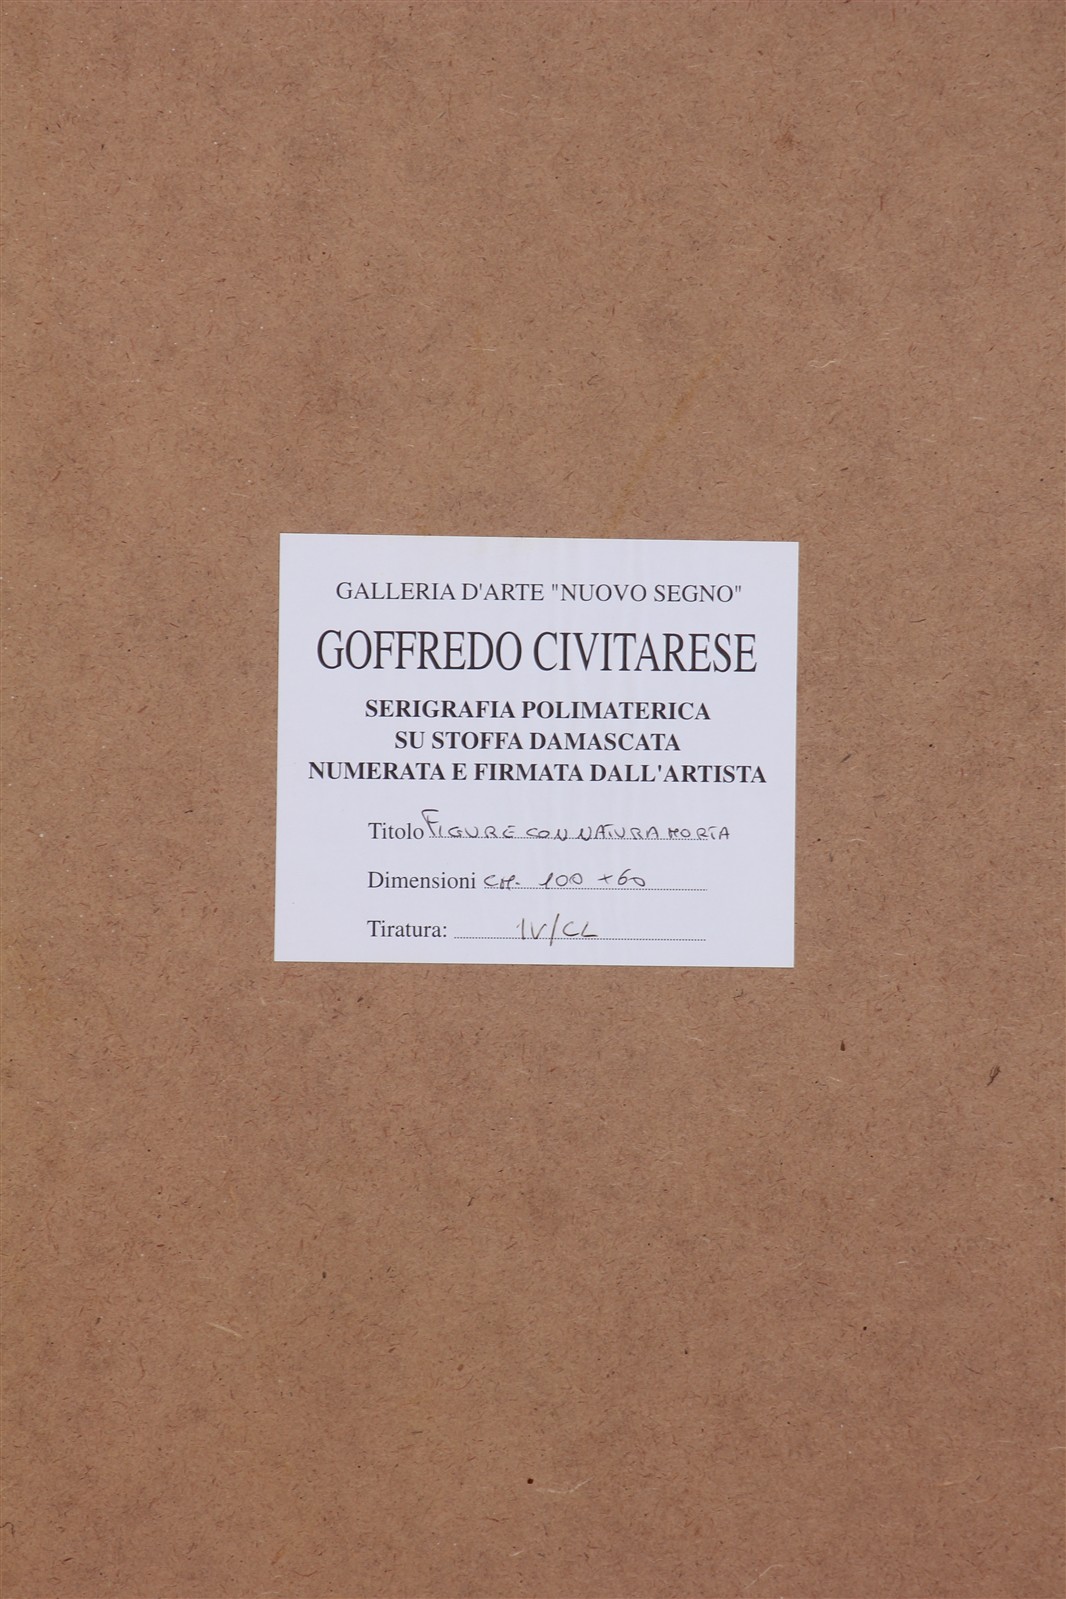 GALLERIA D'ARTE "NUOVO SEGNO"
GOFFREDO CIVITARESE
SERIGRAFIA POLIMATERICA
SU STOFFA DAMASCATA
NUMERATA E FIRMATA DALL'ARTISTA
Titolo FIGURE CON NATURA MORTA
Dimensioni CM. 100 x 60
Tiratura: IV/CL